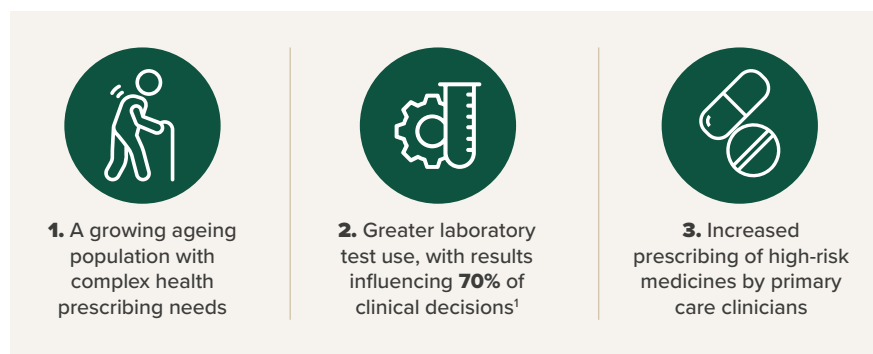 1. A growing ageing
population with
complex health
prescribing needs
2. Greater laboratory
test use, with results
influencing 70% of
clinical decisions¹
3. Increased
prescribing of high-risk
medicines by primary
care clinicians